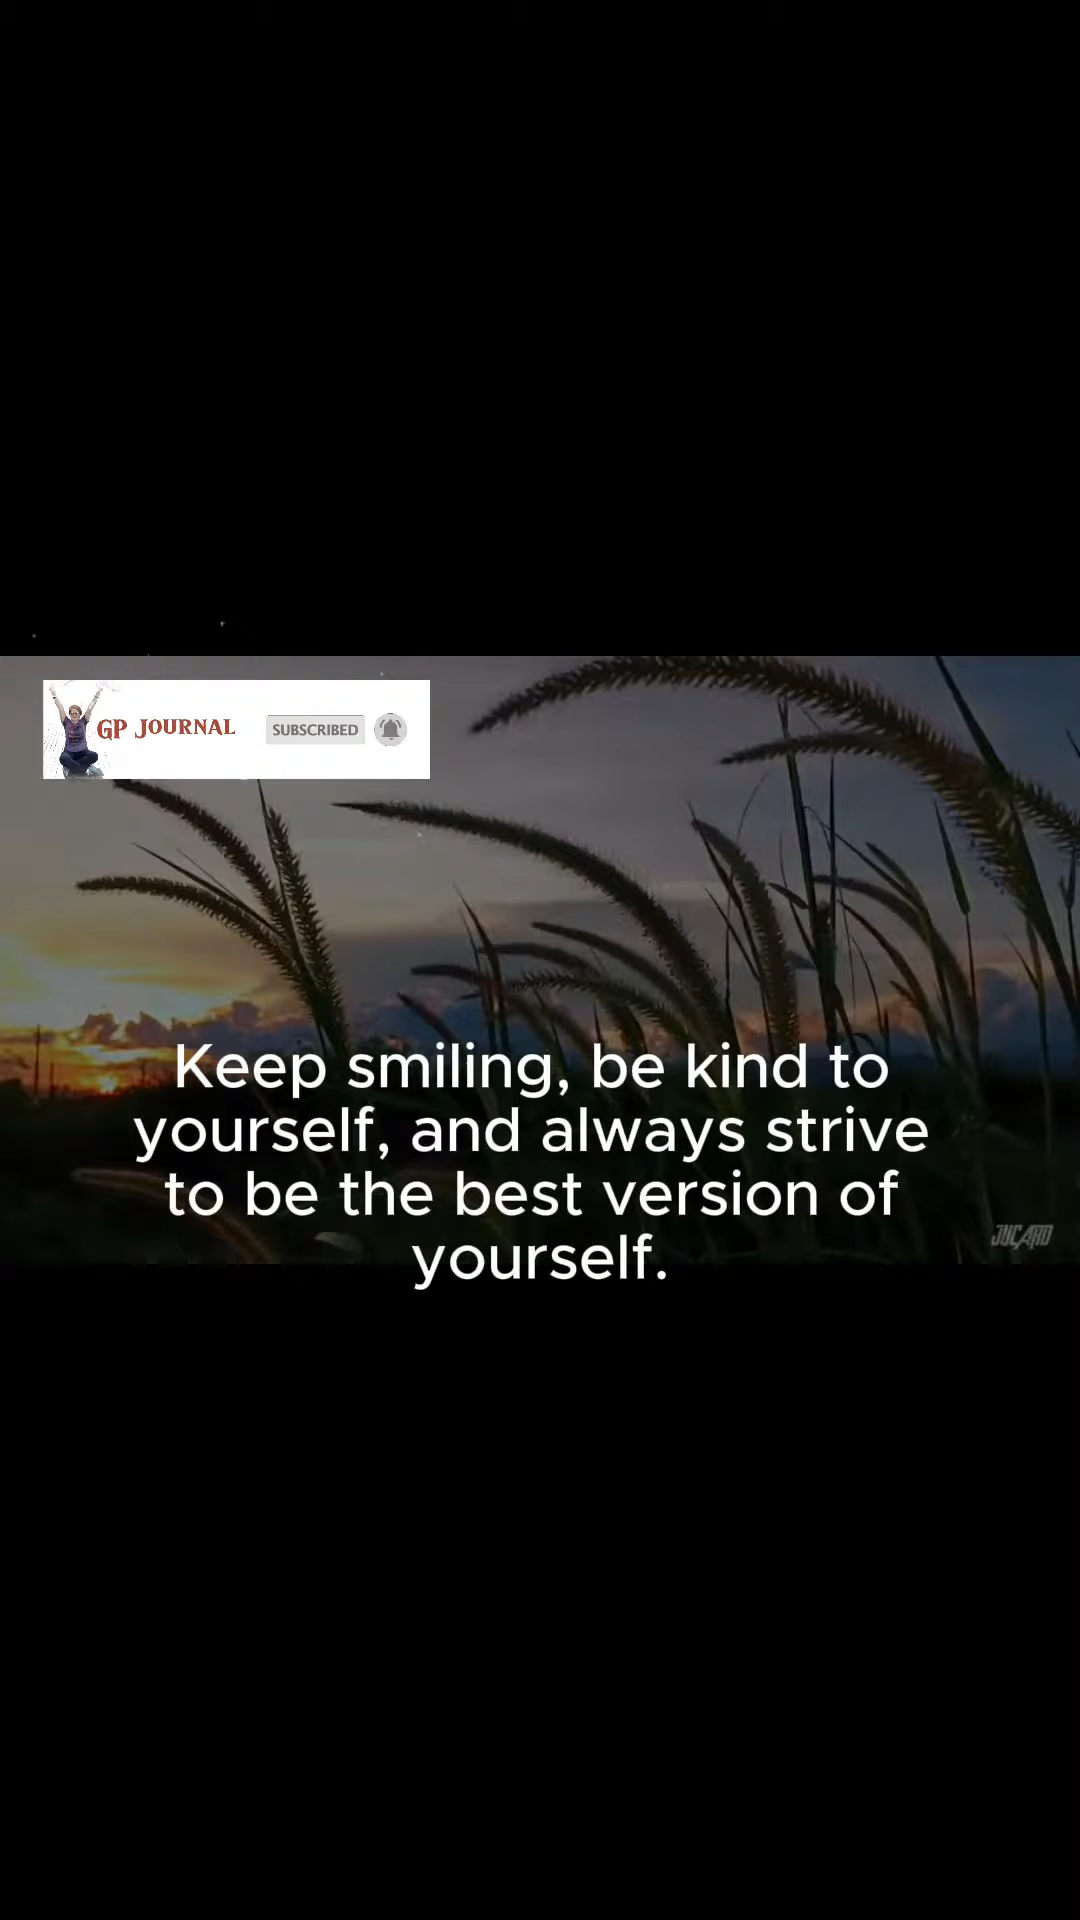 GP JOURNAL
SUBSCRIBED
Keep smiling, be kind to
yourself, and always strive
to be the best version of
yourself.
JUCARO